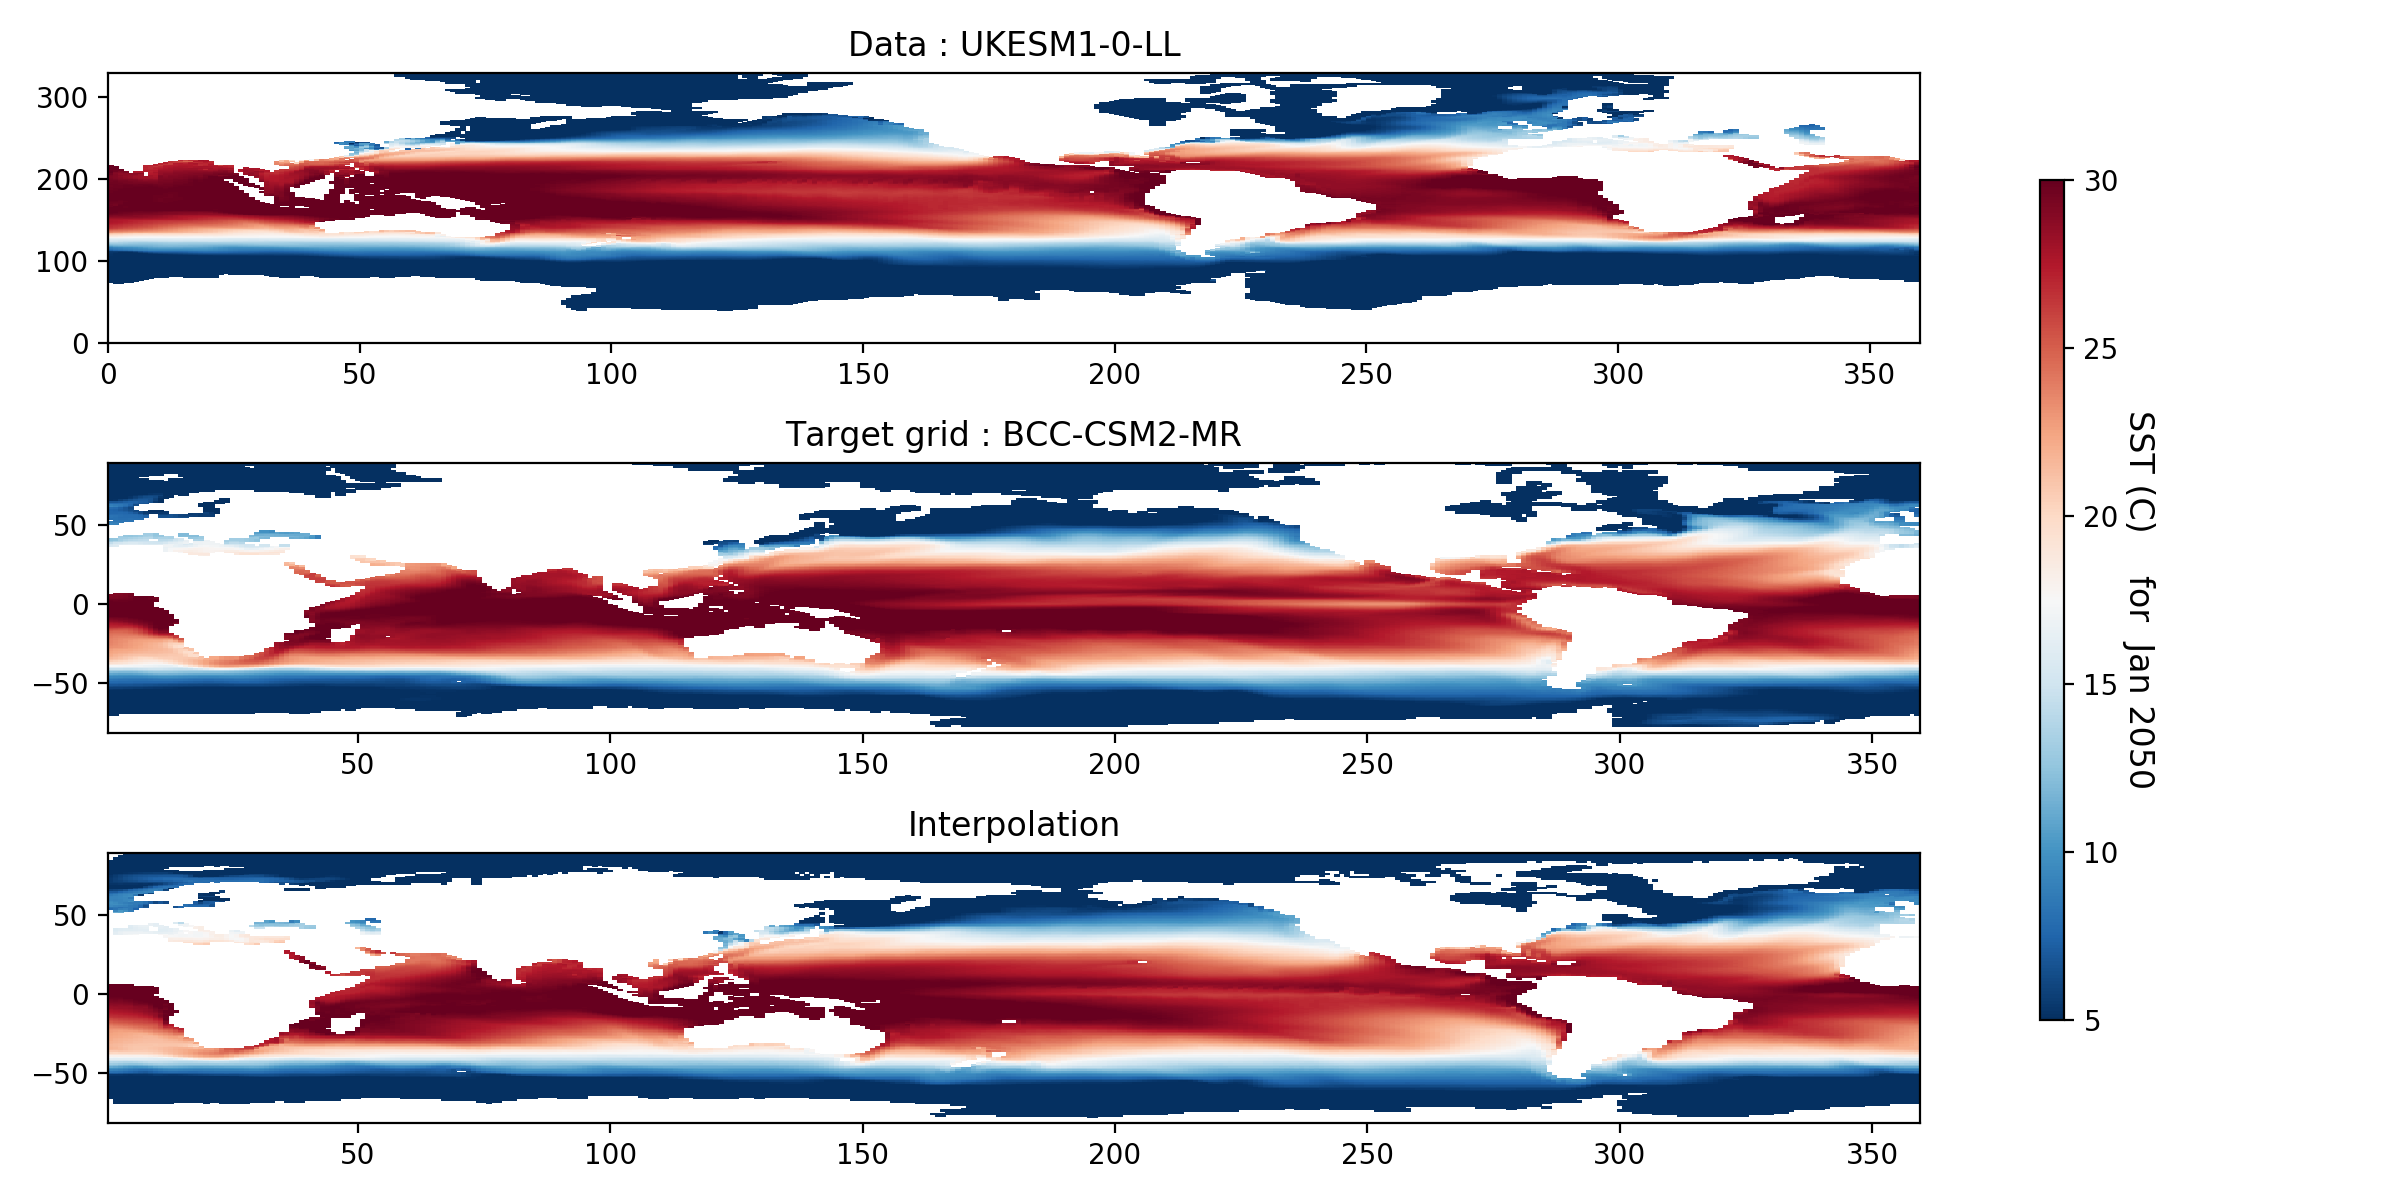 Data : UKESM1-0-LL
300
200
100
0
0 50 100 150 200 250 300 350
Target grid : BCC-CSM2-MR
50
0
−50
50 100 150 200 250 300 350
Interpolation
50
0
−50
50 100 150 200 250 300 350
30
25
20
15
10
5
SST (C) for Jan 2050